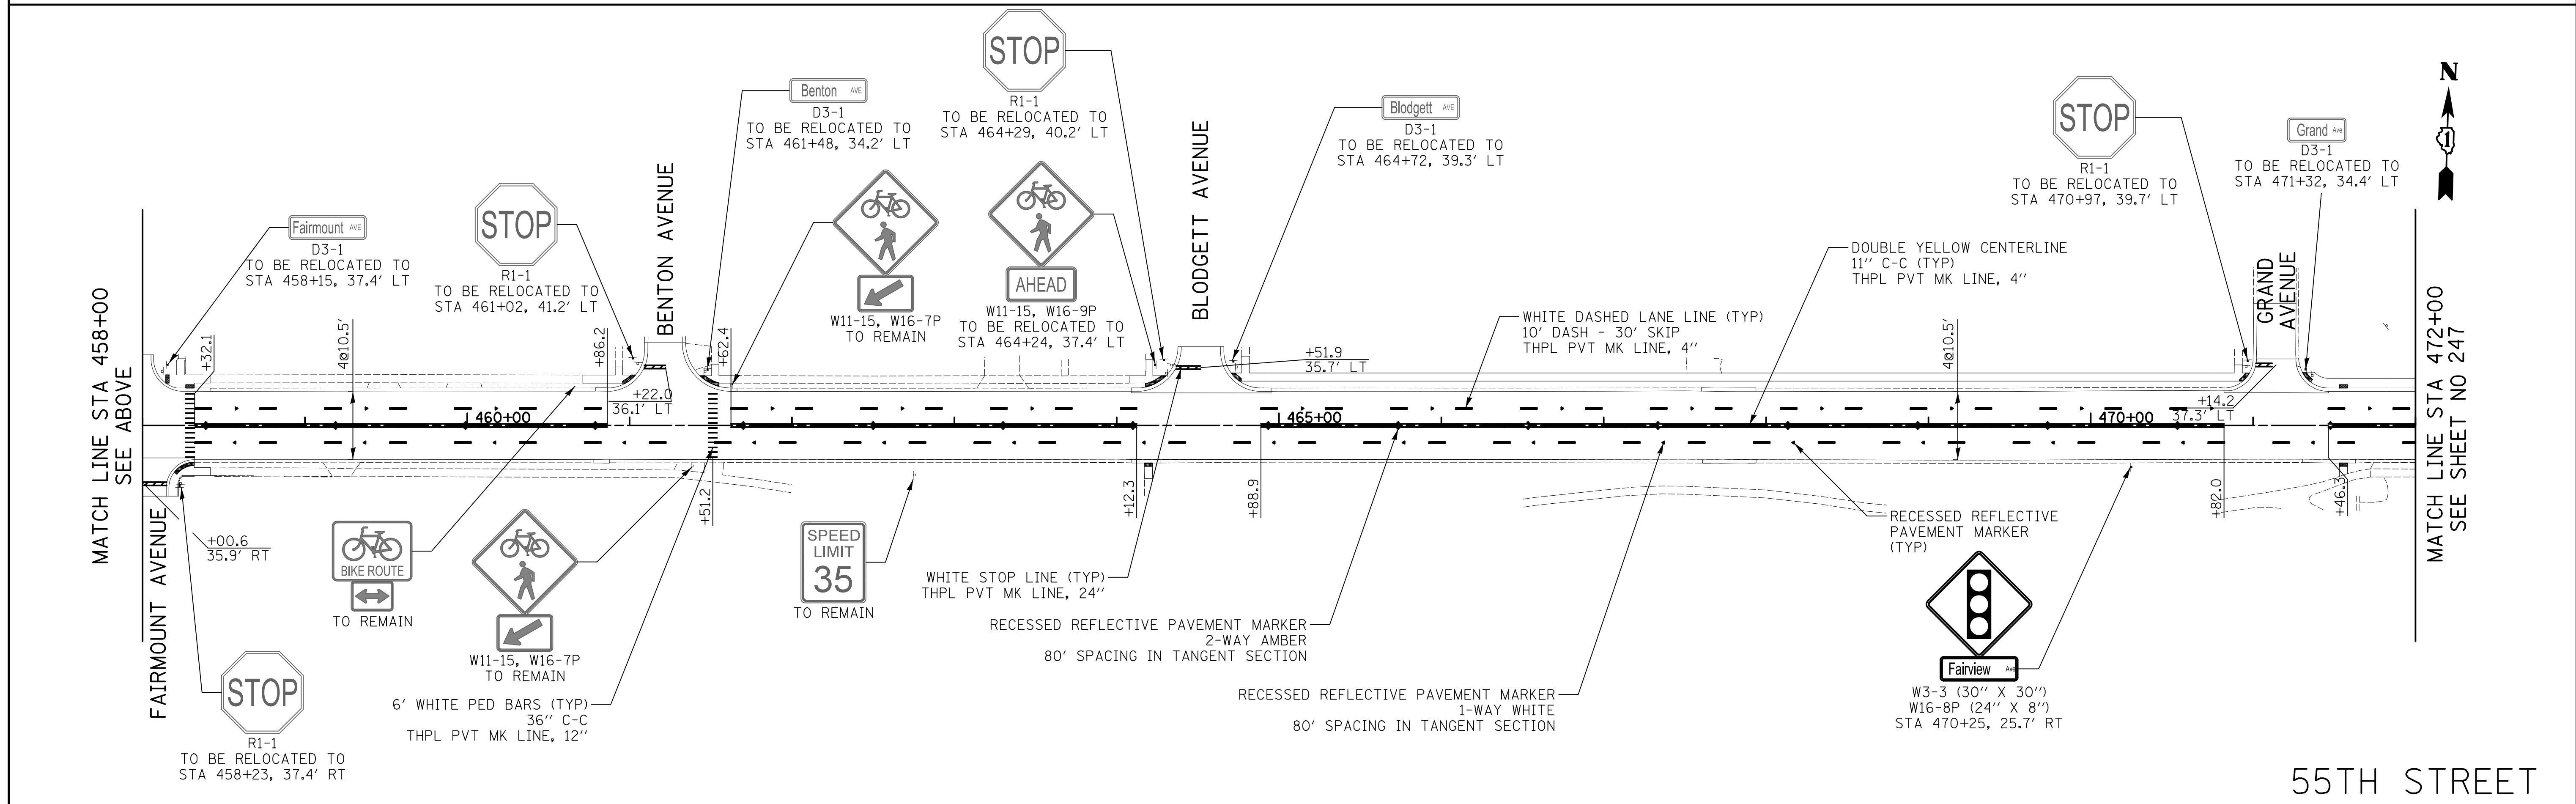 STOP
R1-1
TO BE RELOCATED TO
STA 464+29, 40.2' LT
Benton AVE
D3-1
TO BE RELOCATED TO
STA 461+48, 34.2' LT
Blodgett AVE
D3-1
TO BE RELOCATED TO
STA 464+72, 39.3' LT
STOP
R1-1
TO BE RELOCATED TO
STA 470+97, 39.7' LT
Grand Ave
D3-1
TO BE RELOCATED TO
STA 471+32, 34.4' LT
N
1
Fairmount AVE
D3-1
TO BE RELOCATED TO
STA 458+15, 37.4' LT
STOP
R1-1
TO BE RELOCATED TO
STA 461+02, 41.2' LT
BENTON AVENUE
W11-15, W16-7P
TO REMAIN
AHEAD
W11-15, W16-9P
TO BE RELOCATED TO
STA 464+24, 37.4' LT
BLODGETT AVENUE
DOUBLE YELLOW CENTERLINE
11" C-C (TYP)
THPL PVT MK LINE, 4"
WHITE DASHED LANE LINE (TYP)
10' DASH - 30' SKIP
THPL PVT MK LINE, 4"
GRAND
AVENUE
MATCH LINE STA 458+00
SEE ABOVE
MATCH LINE STA 472+00
SEE SHEET NO 247
+32.1
4@10.5'
+86.2
+62.4
+22.0
36.1' LT
+51.9
35.7' LT
4@10.5'
+14.2
37.3' LT
460+00
465+00
470+00
+00.6
35.9' RT
+51.2
+12.3
+88.9
+82.0
+46.3
FAIRMOUNT AVENUE
BIKE ROUTE
TO REMAIN
W11-15, W16-7P
TO REMAIN
6' WHITE PED BARS (TYP)
36" C-C
THPL PVT MK LINE, 12"
SPEED
LIMIT
35
TO REMAIN
WHITE STOP LINE (TYP)
THPL PVT MK LINE, 24"
RECESSED REFLECTIVE PAVEMENT MARKER
2-WAY AMBER
80' SPACING IN TANGENT SECTION
RECESSED REFLECTIVE PAVEMENT MARKER
1-WAY WHITE
80' SPACING IN TANGENT SECTION
RECESSED REFLECTIVE
PAVEMENT MARKER
(TYP)
Fairview Ave
W3-3 (30" X 30")
W16-8P (24" X 8")
STA 470+25, 25.7' RT
STOP
R1-1
TO BE RELOCATED TO
STA 458+23, 37.4' RT
55TH STREET